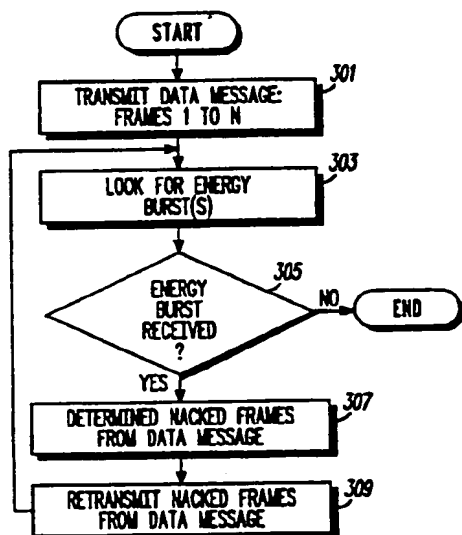 START
301
TRANSMIT DATA MESSAGE:
FRAMES 1 TO N
303
LOOK FOR ENERGY
BURST(S)
305
ENERGY
BURST
RECEIVED
?
NO
END
YES
307
DETERMINED NACKED FRAMES
FROM DATA MESSAGE
309
RETRANSMIT NACKED FRAMES
FROM DATA MESSAGE